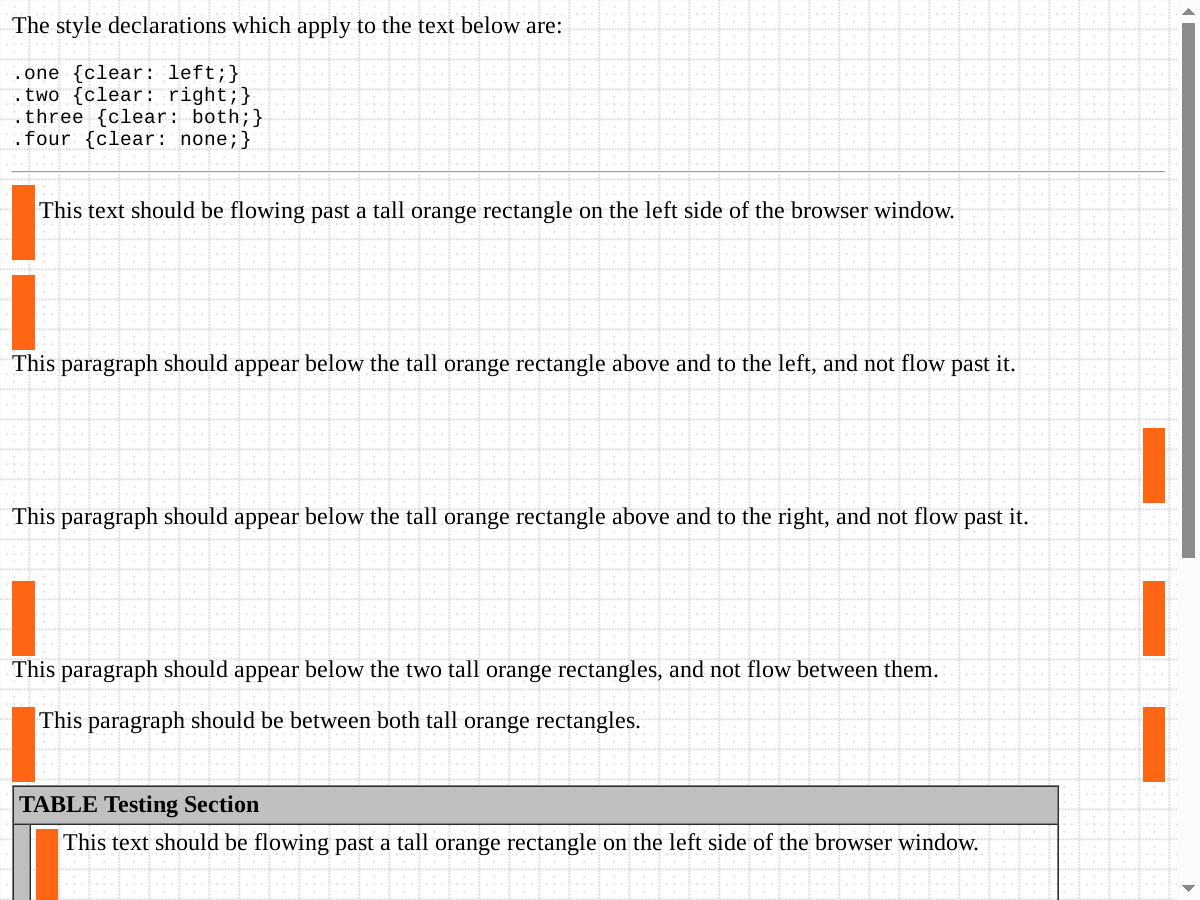 The style declarations which apply to the text below are:
.one {clear: left;}
.two {clear: right;}
.three {clear: both;}
.four {clear: none;}
This text should be flowing past a tall orange rectangle on the left side of the browser window.
This paragraph should appear below the tall orange rectangle above and to the left, and not flow past it.
This paragraph should appear below the tall orange rectangle above and to the right, and not flow past it.
This paragraph should appear below the two tall orange rectangles, and not flow between them.
This paragraph should be between both tall orange rectangles.
TABLE Testing Section
This text should be flowing past a tall orange rectangle on the left side of the browser window.